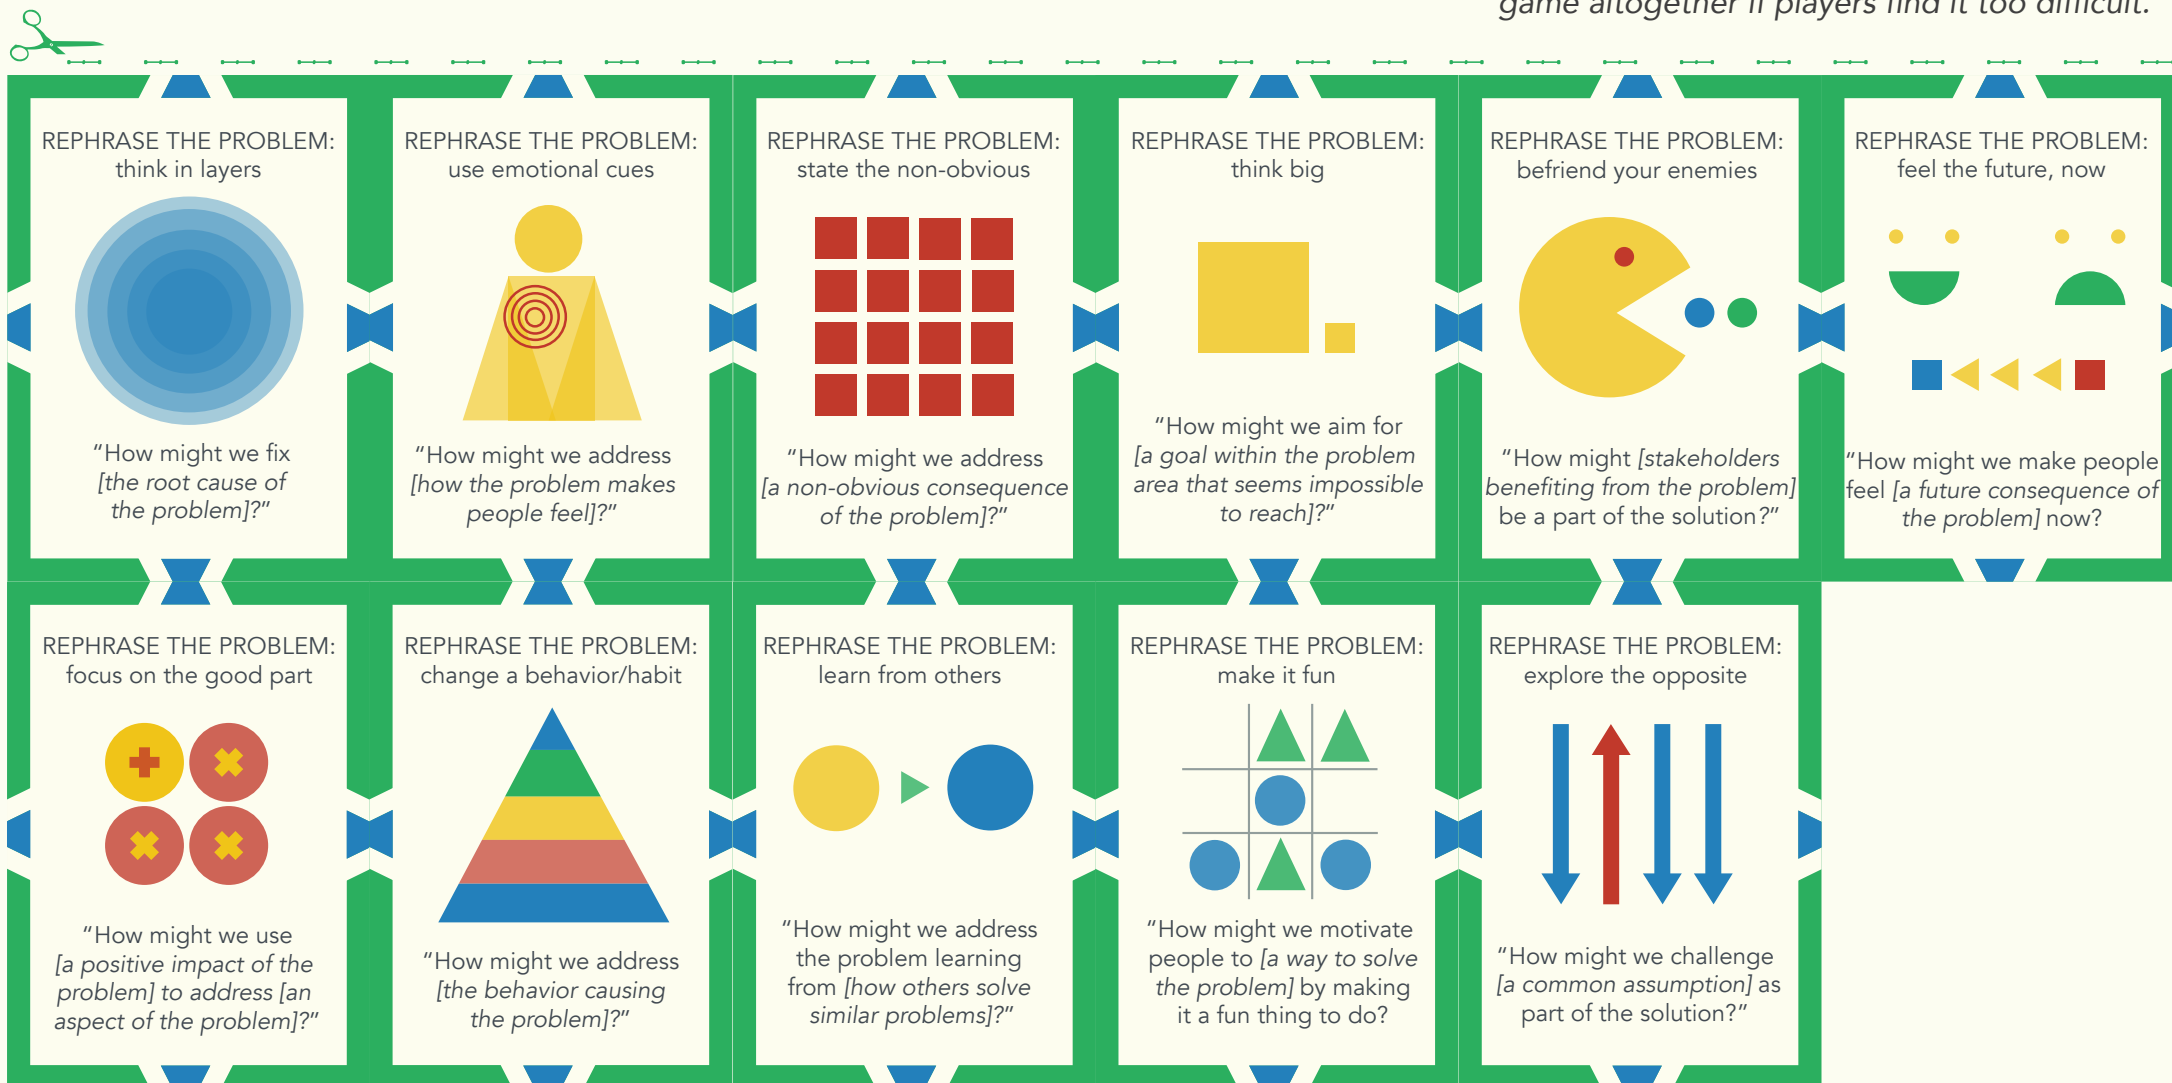 game altogether if players find it too difficult.
REPHRASE THE PROBLEM:
think in layers
“How might we fix
[the root cause of
the problem]?”
REPHRASE THE PROBLEM:
use emotional cues
“How might we address
[how the problem makes
people feel]?”
REPHRASE THE PROBLEM:
state the non-obvious
“How might we address
[a non-obvious consequence
of the problem]?”
REPHRASE THE PROBLEM:
think big
“How might we aim for
[a goal within the problem
area that seems impossible
to reach]?”
REPHRASE THE PROBLEM:
befriend your enemies
“How might [stakeholders
benefiting from the problem]
be a part of the solution?”
REPHRASE THE PROBLEM:
feel the future, now
“How might we make people
feel [a future consequence of
the problem] now?
REPHRASE THE PROBLEM:
focus on the good part
“How might we use
[a positive impact of the
problem] to address [an
aspect of the problem]?”
REPHRASE THE PROBLEM:
change a behavior/habit
“How might we address
[the behavior causing
the problem]?”
REPHRASE THE PROBLEM:
learn from others
“How might we address
the problem learning
from [how others solve
similar problems]?”
REPHRASE THE PROBLEM:
make it fun
“How might we motivate
people to [a way to solve
the problem] by making
it a fun thing to do?
REPHRASE THE PROBLEM:
explore the opposite
“How might we challenge
[a common assumption] as
part of the solution?”